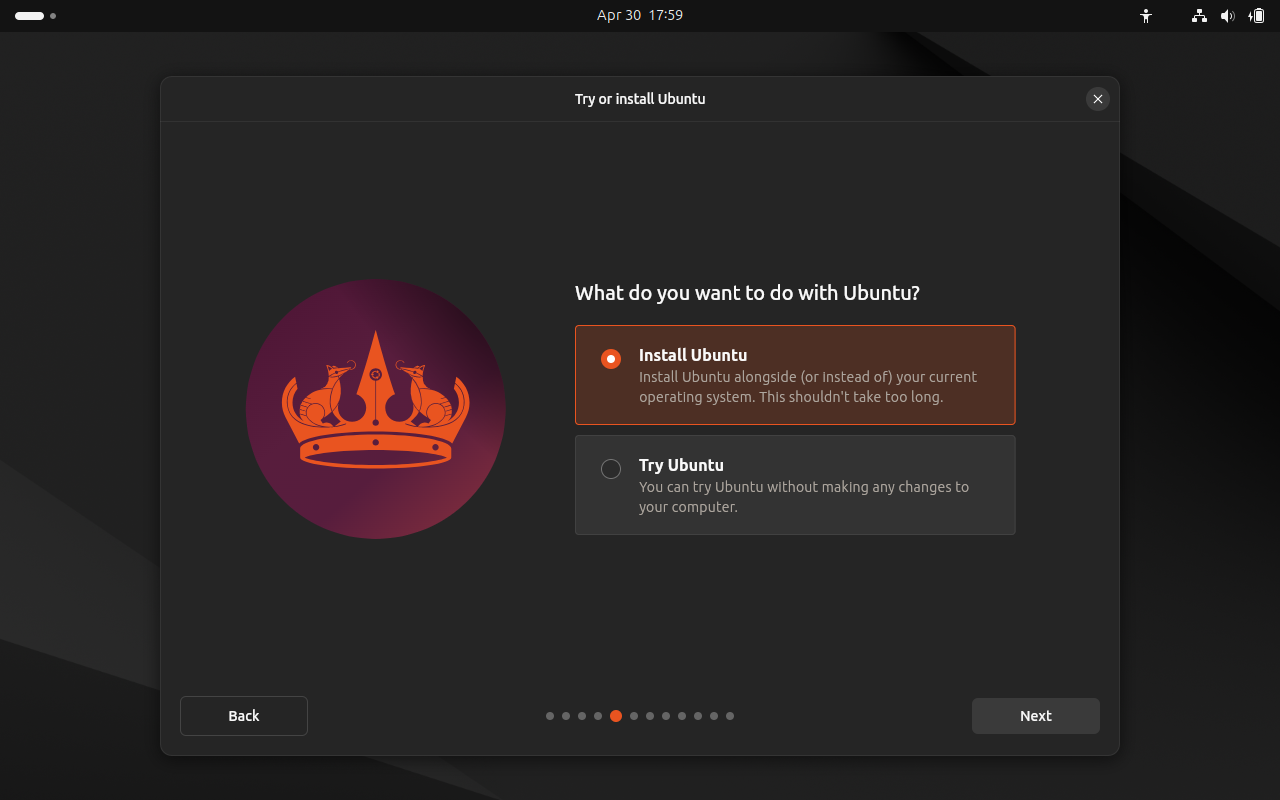 Apr 30 17:59
Try or install Ubuntu
What do you want to do with Ubuntu?
Install Ubuntu
Install Ubuntu alongside (or instead of) your current
operating system. This shouldn't take too long.
Try Ubuntu
You can try Ubuntu without making any changes to
your computer.
Back
Next